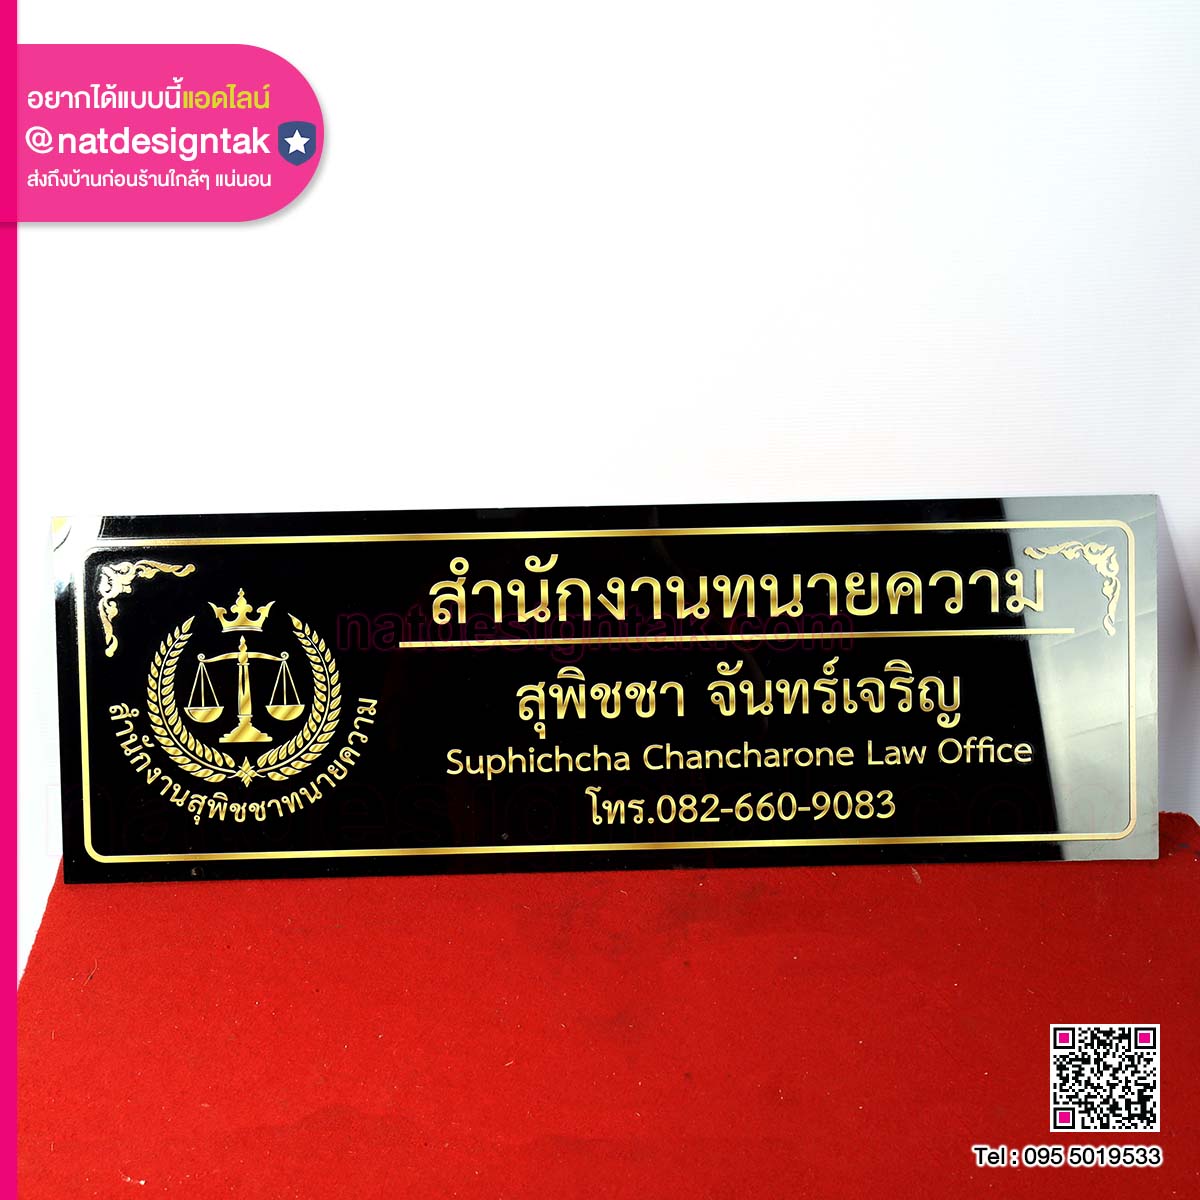 อยากได้แบบนี้แอดไลน์
@natdesigntak
ส่งถึงบ้านก่อนร้านใกล้ๆ แน่นอน
สำนักงานทนายความ
natdesigntak.com
สุพิชชา จันทร์เจริญ
Suphichcha Chancharone Law Office
โทร.082-660-9083
สำนักงานสุพิชชาทนายความ
Tel : 095 5019533